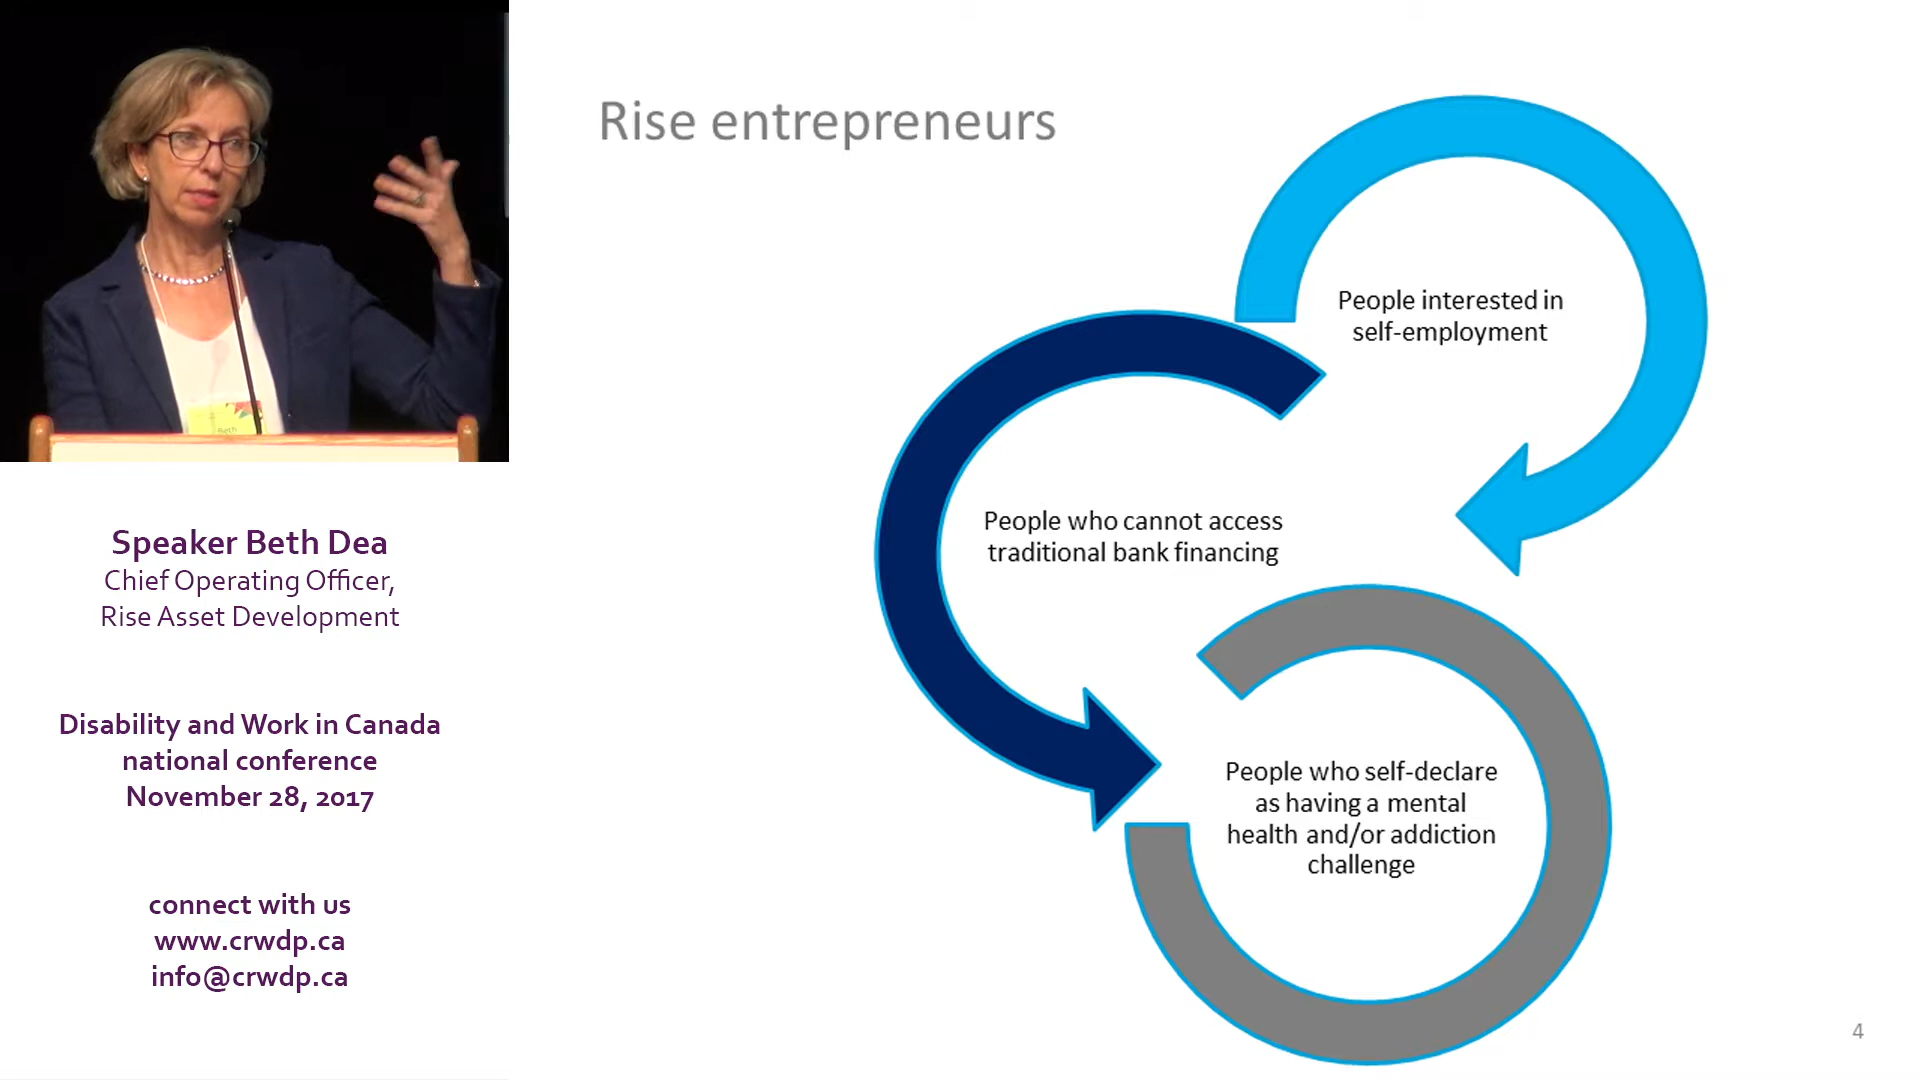 Rise entrepreneurs
People interested in
self-employment
People who cannot access
traditional bank financing
People who self-declare
as having a mental
health and/or addiction
challenge
4
Beth
Speaker Beth Dea
Chief Operating Officer,
Rise Asset Development
Disability and Work in Canada
national conference
November 28, 2017
connect with us
www.crwdp.ca
info@crwdp.ca